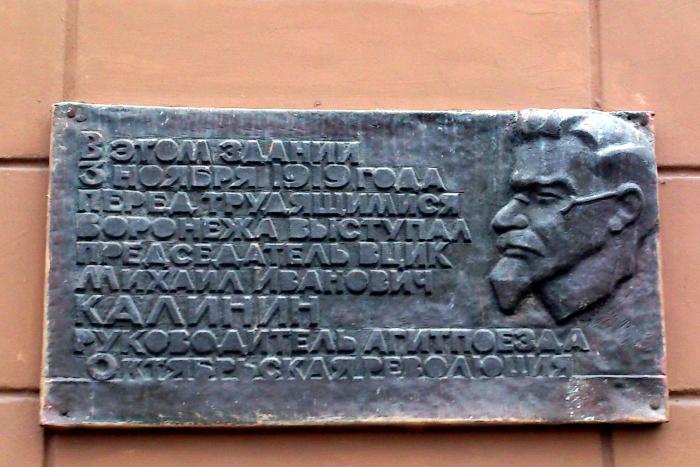 В ЭТОМ ЗДАНИИ
3 НОЯБРЯ 1919 ГОДА
ПЕРЕД ТРУДЯЩИМИСЯ
ВОРОНЕЖА ВЫСТУПАЛ
ПРЕДСЕДАТЕЛЬ ВЦИК
МИХАИЛ ИВАНОВИЧ
КАЛИНИН
РУКОВОДИТЕЛЬ АГИТПОЕЗДА
ОКТЯБРЬСКАЯ РЕВОЛЮЦИЯ